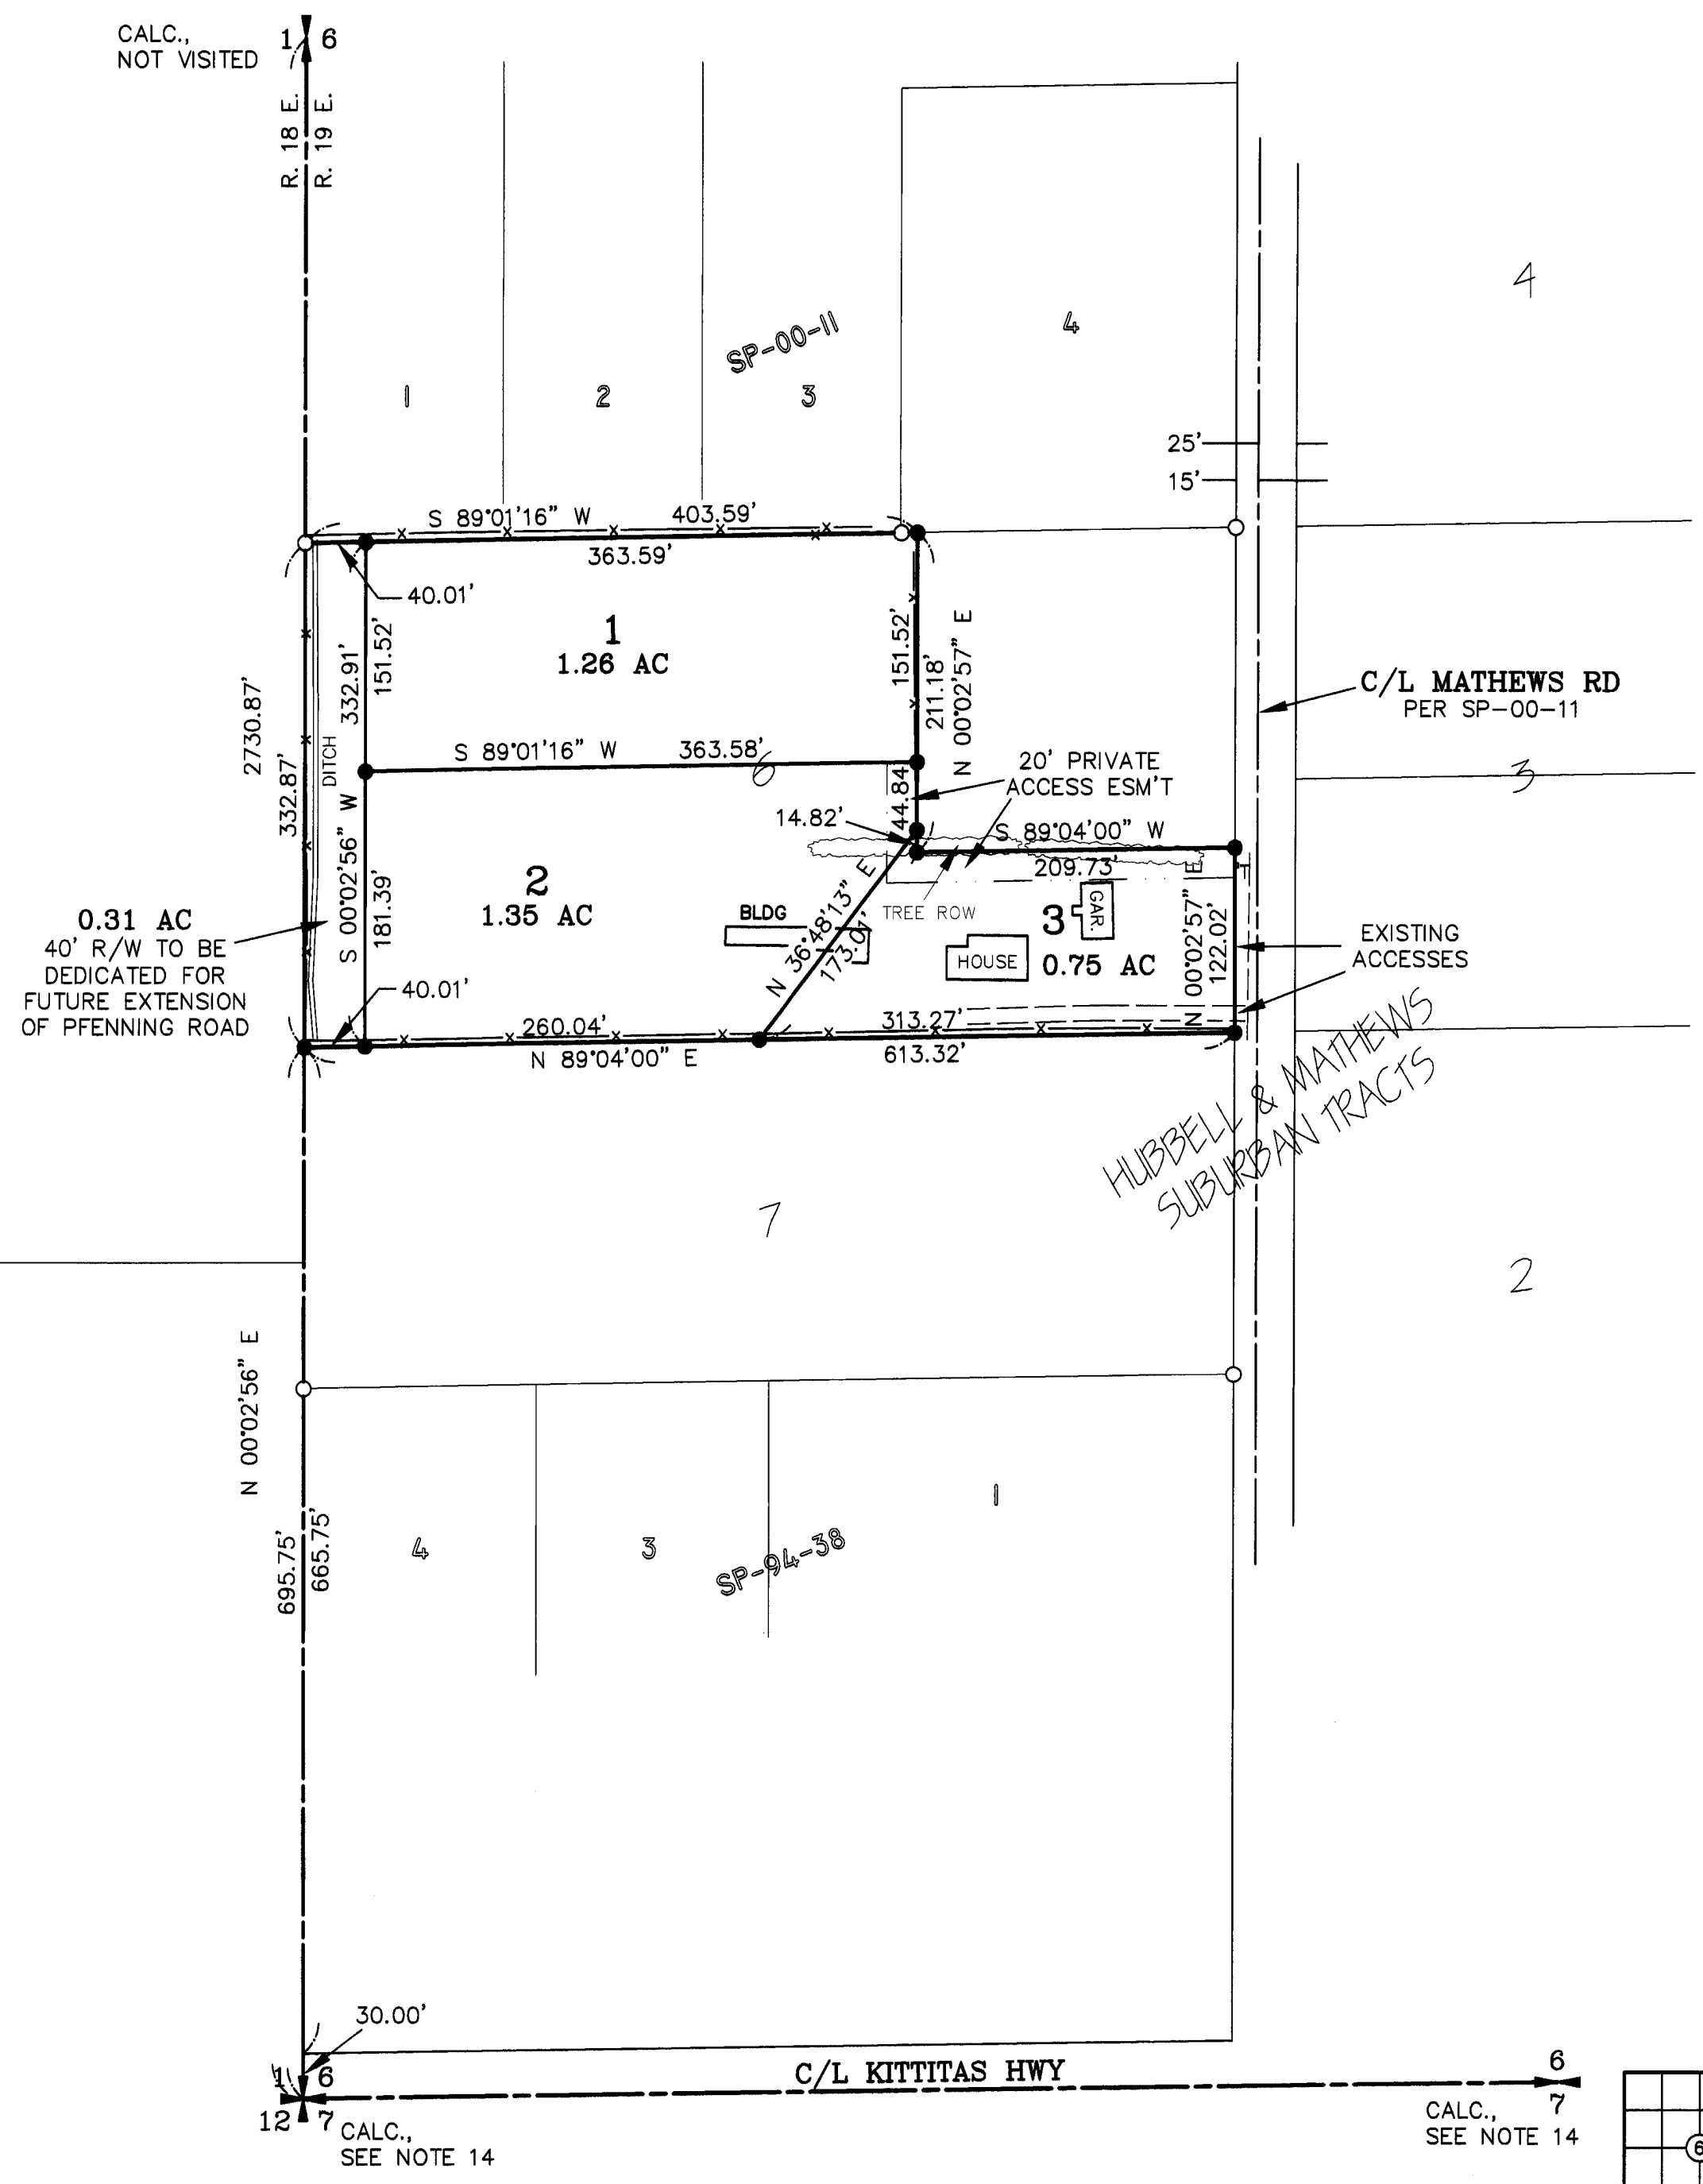 CALC.,
NOT VISITED
1 6
R. 18 E.
R. 19 E.
SP-00-11
1
2
3
4
4
25'
15'
S 89°01'16" W 403.59'
363.59'
40.01'
1
1.26 AC
332.91'
151.52'
151.52'
211.18'
N 00°02'57" E
2730.87'
332.87'
DITCH
C/L MATHEWS RD
PER SP-00-11
S 89°01'16" W 363.58'
6
20' PRIVATE
ACCESS ESM'T
44.84
14.82'
3
S 89°04'00" W
209.73'
S 00°02'56" W
181.39'
2
1.35 AC
BLDG
N 36°48'13" E
173.01'
TREE ROW
3
GAR.
HOUSE
0.75 AC
N 00°02'57" E
122.02'
EXISTING
ACCESSES
0.31 AC
40' R/W TO BE
DEDICATED FOR
FUTURE EXTENSION
OF PFENNING ROAD
40.01'
260.04'
N 89°04'00" E
313.27'
613.32'
HUBBELL & MATHEWS
SUBURBAN TRACTS
7
2
N 00°02'56" E
695.75'
665.75'
4
3
1
SP-94-38
30.00'
1 6
12 7
CALC.,
SEE NOTE 14
C/L KITTITAS HWY
6
7
CALC.,
SEE NOTE 14
6